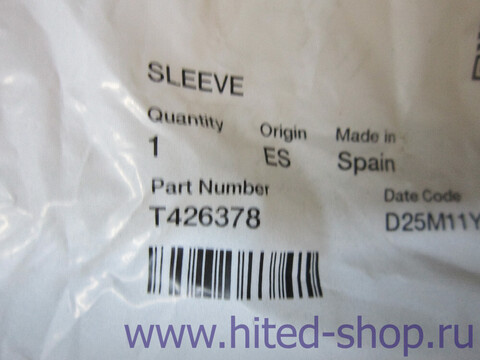 SLEEVE
Quantity Origin Made in
1 ES Spain
Part Number Date Code
T426378 D25M11Y
www.hited-shop.ru